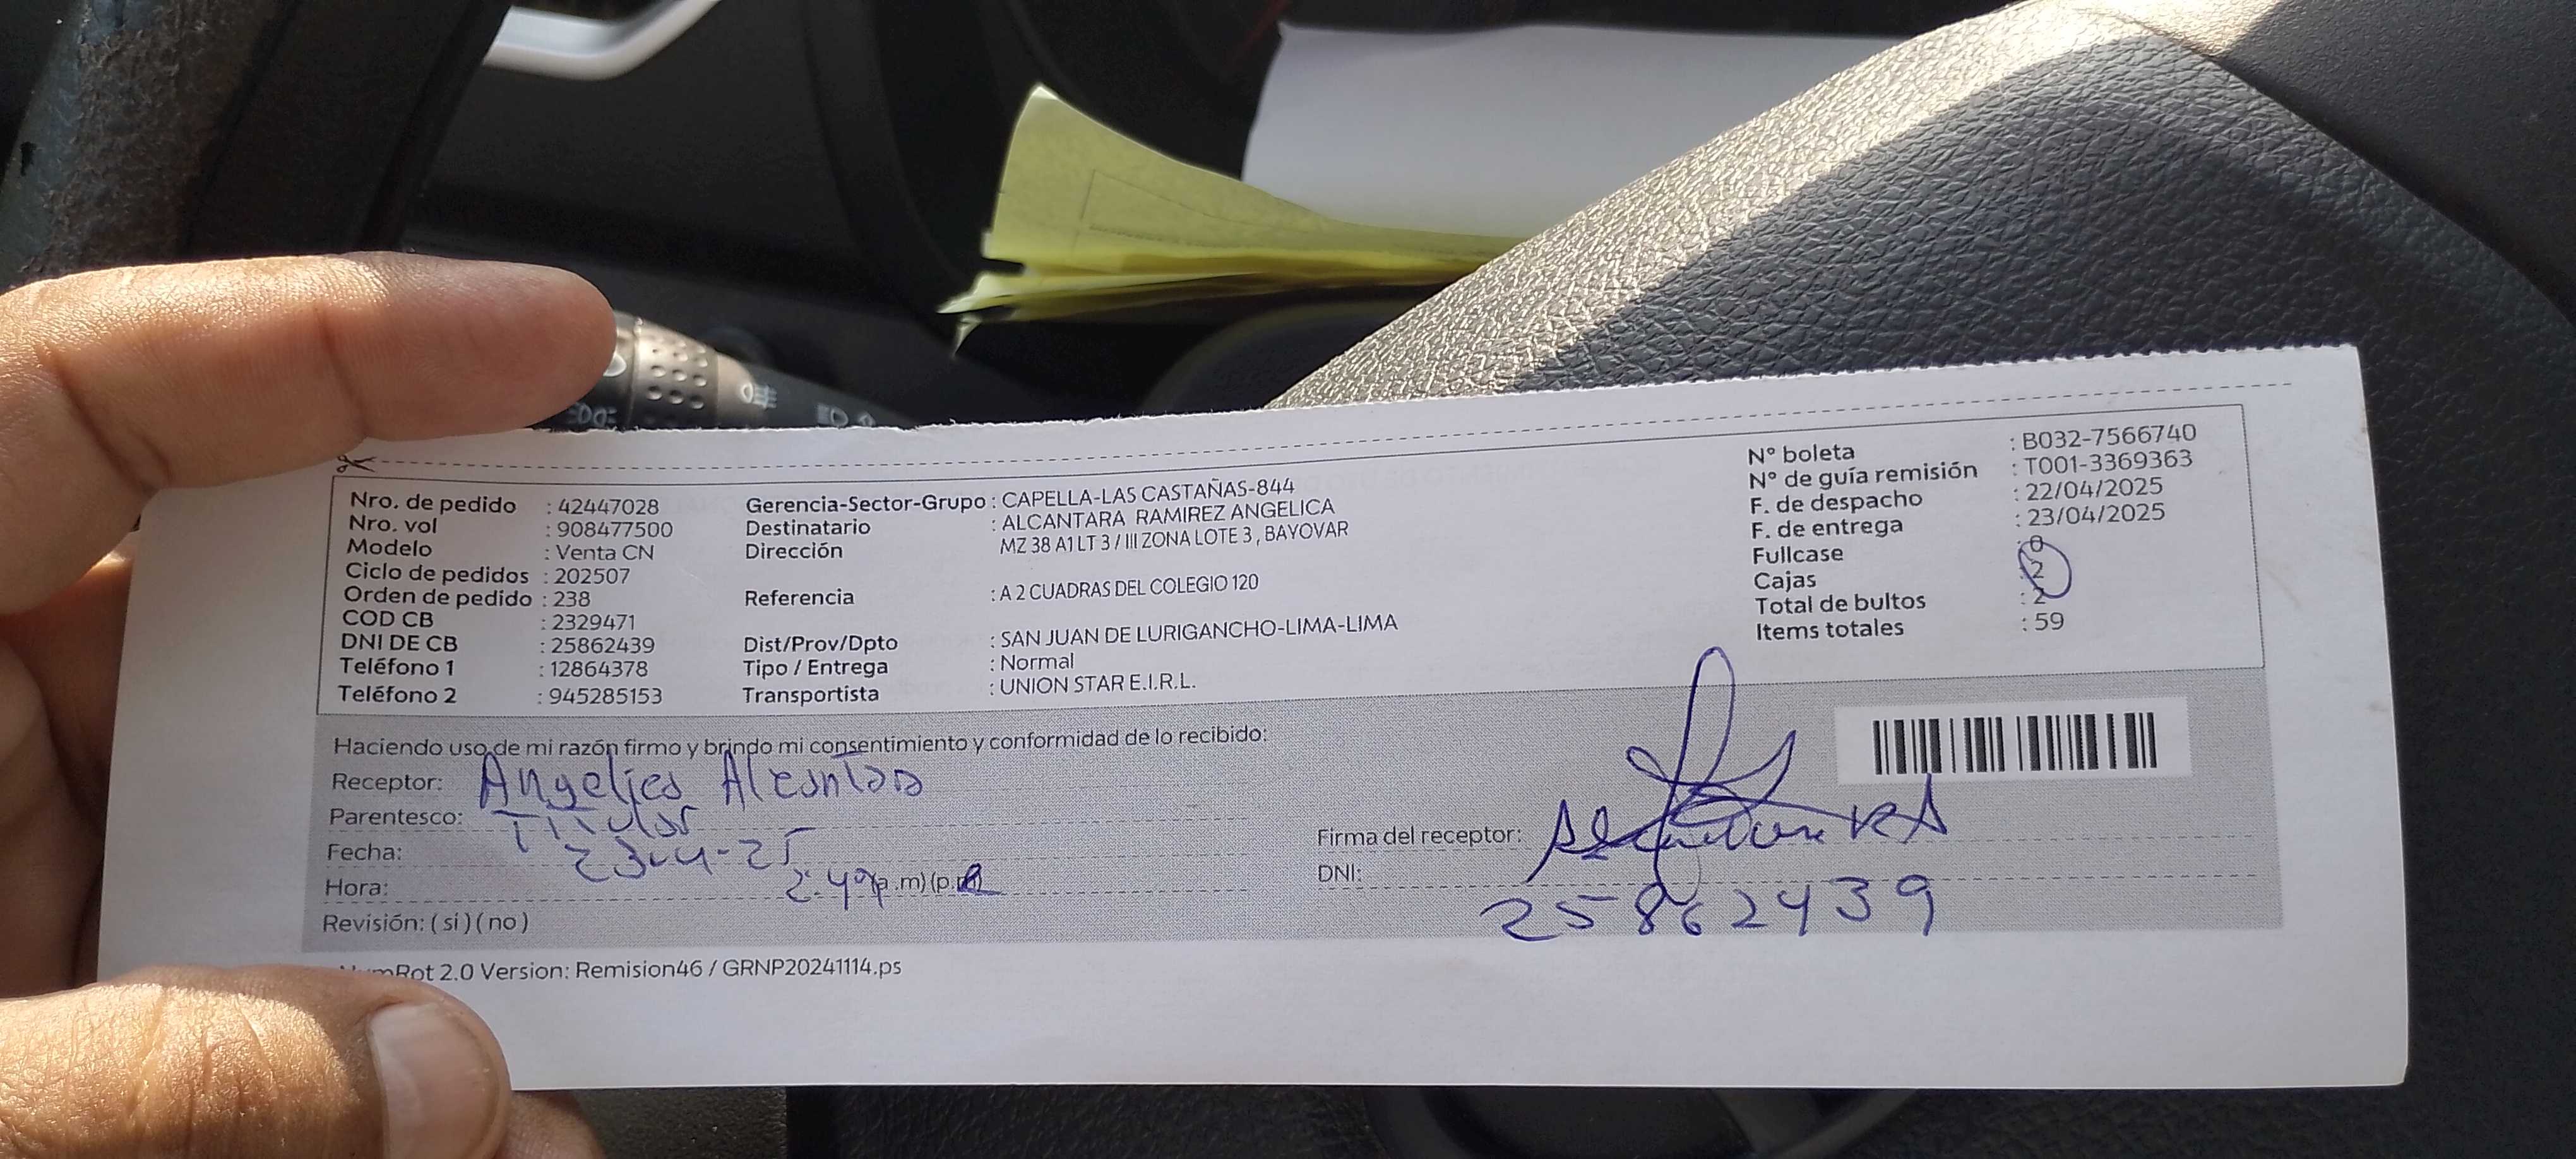 Nro. de pedido : 42447028
Nro. vol : 908477500
Modelo : Venta CN
Ciclo de pedidos : 202507
Orden de pedido : 238
COD CB : 2329471
DNI DE CB : 25862439
Teléfono 1 : 12864378
Teléfono 2 : 945285153
Gerencia-Sector-Grupo : CAPELLA-LAS CASTAÑAS-844
Destinatario : ALCANTARA RAMIREZ ANGELICA
Dirección MZ 38 A1 LT 3 / III ZONA LOTE 3 , BAYOVAR
Referencia : A 2 CUADRAS DEL COLEGIO 120
Dist/Prov/Dpto : SAN JUAN DE LURIGANCHO-LIMA-LIMA
Tipo / Entrega : Normal
Transportista : UNION STAR E.I.R.L.
N° boleta : B032-7566740
N° de guía remisión : T001-3369363
F. de despacho : 22/04/2025
F. de entrega : 23/04/2025
Fullcase : 0
Cajas : 2
Total de bultos : 2
Items totales : 59
Haciendo uso de mi razón firmo y brindo mi consentimiento y conformidad de lo recibido:
Receptor: Angelica Alcantara
Parentesco: Titular
Fecha: 23-4-25
Hora: (a.m) (p.m)
Revisión: ( si ) ( no )
Firma del receptor:
DNI: 25862439
Rot 2.0 Version: Remision46 / GRNP20241114.ps